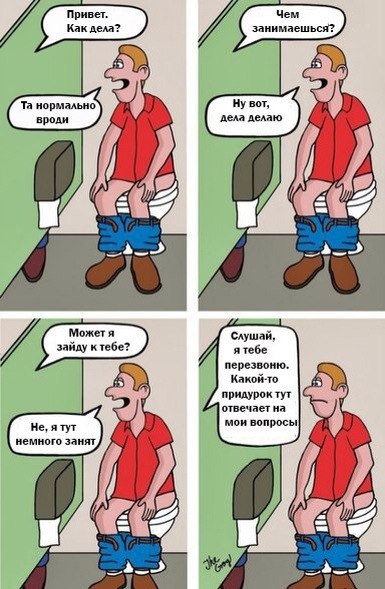 Привет.
Как дела?
Та нормально
вроди
Чем
занимаешься?
Ну вот,
дела делаю
Может я
зайду к тебе?
Не, я тут
немного занят
Слушай,
я тебе
перезвоню.
Какой-то
придурок тут
отвечает на
мои вопросы